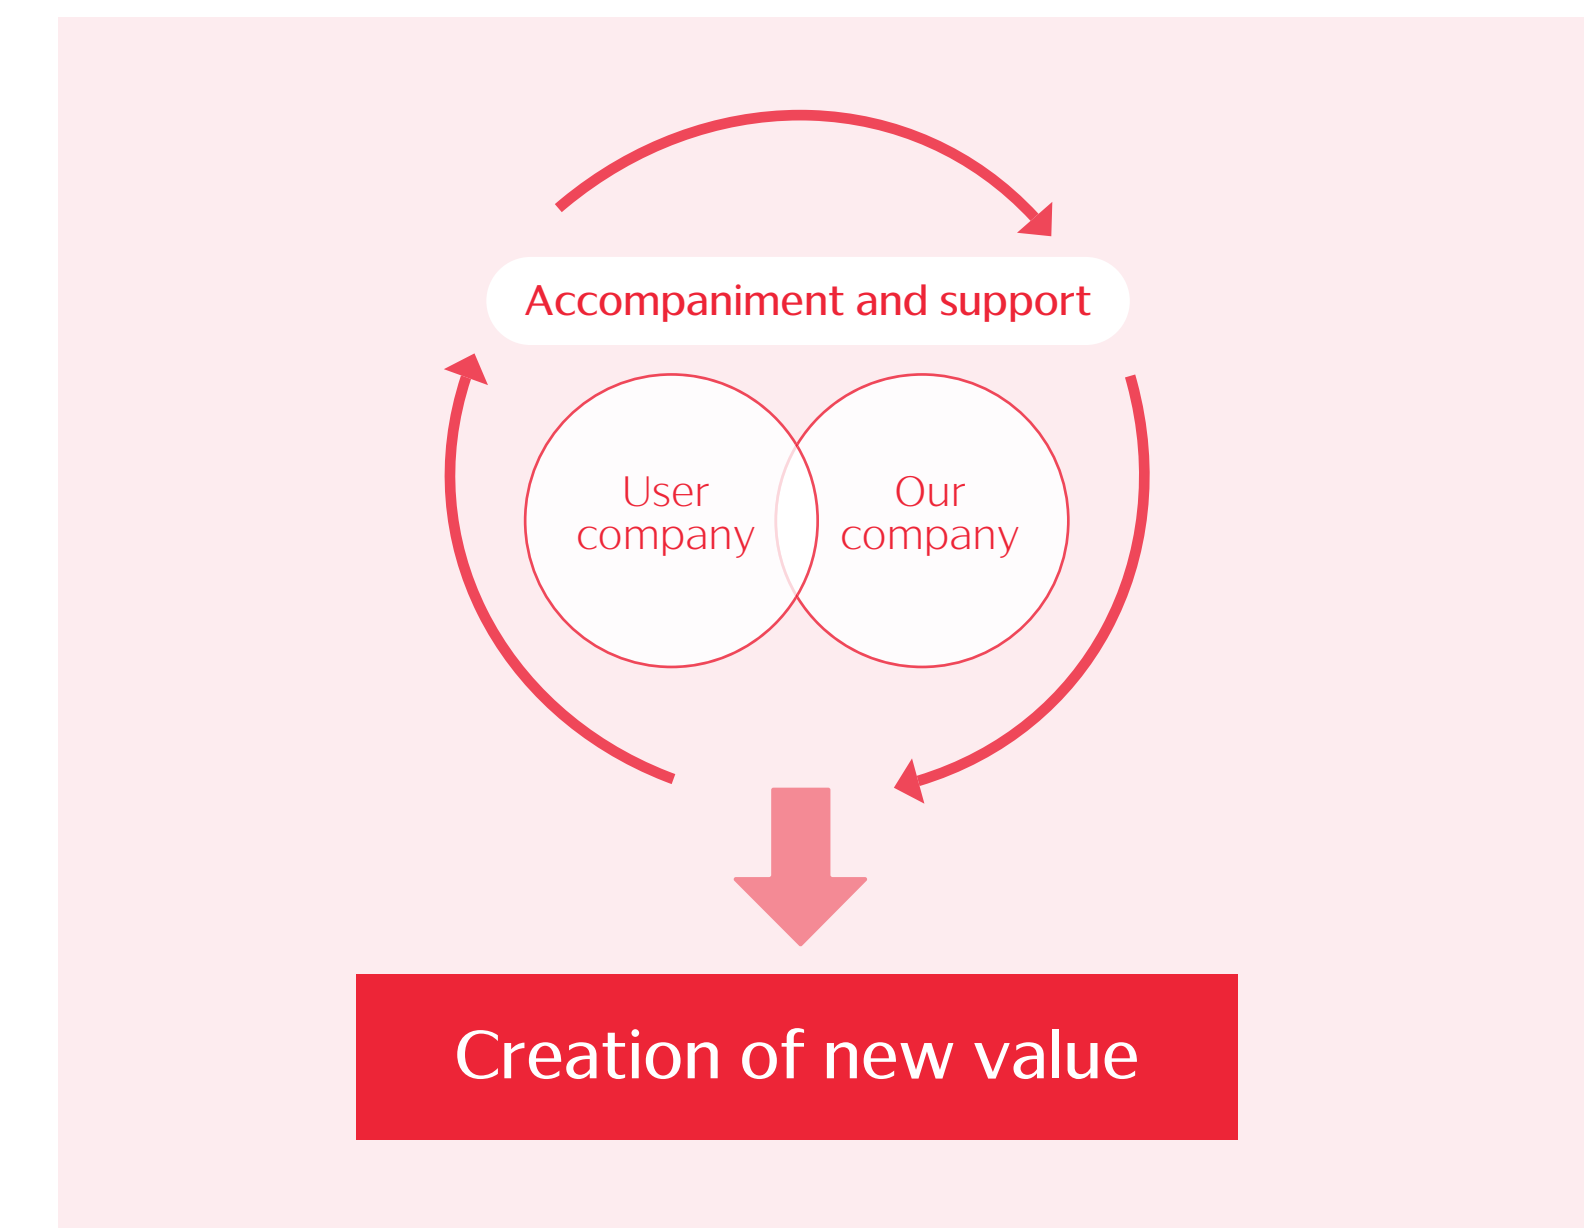 Accompaniment and support
User
company
Our
company
Creation of new value